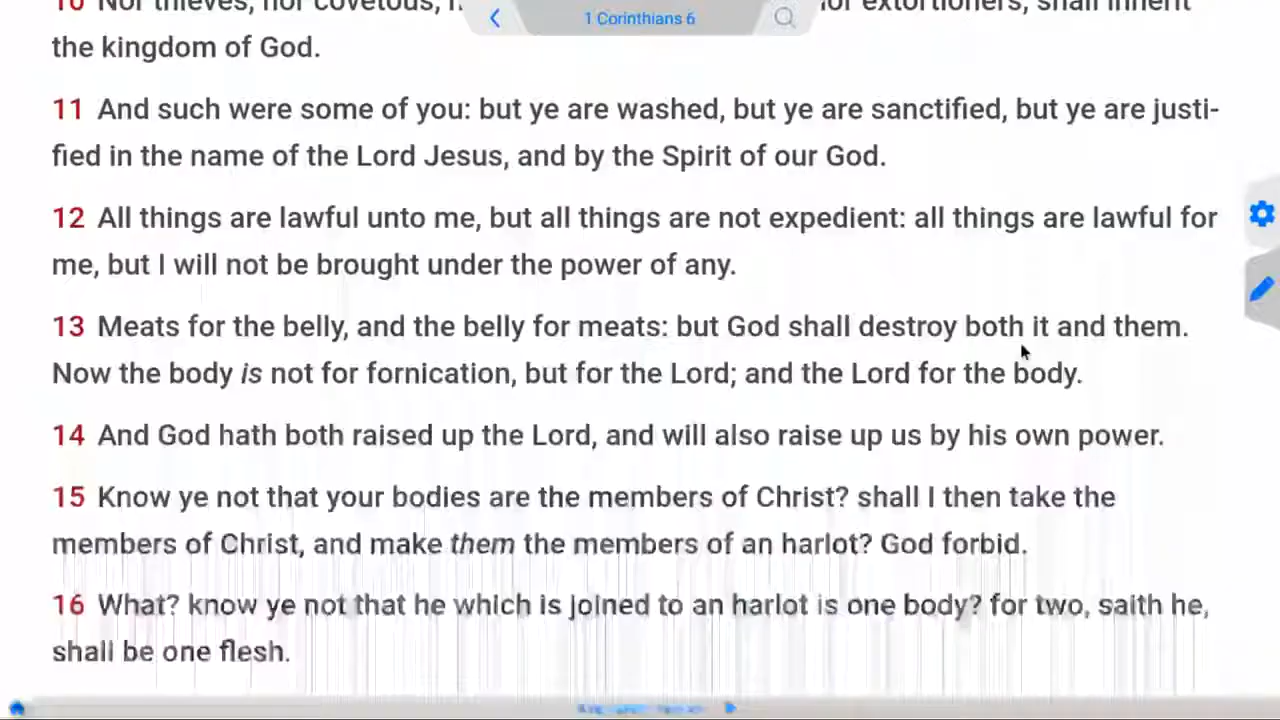 1 Corinthians 6
10 Nor thieves, nor covetous, extortioners, shall inherit
the kingdom of God.
11 And such were some of you: but ye are washed, but ye are sanctified, but ye are justi-
fied in the name of the Lord Jesus, and by the Spirit of our God.
12 All things are lawful unto me, but all things are not expedient: all things are lawful for
me, but I will not be brought under the power of any.
13 Meats for the belly, and the belly for meats: but God shall destroy both it and them.
Now the body is not for fornication, but for the Lord; and the Lord for the body.
14 And God hath both raised up the Lord, and will also raise up us by his own power.
15 Know ye not that your bodies are the members of Christ? shall I then take the
members of Christ, and make them the members of an harlot? God forbid.
16 What? know ye not that he which is joined to an harlot is one body? for two, saith he,
shall be one flesh.